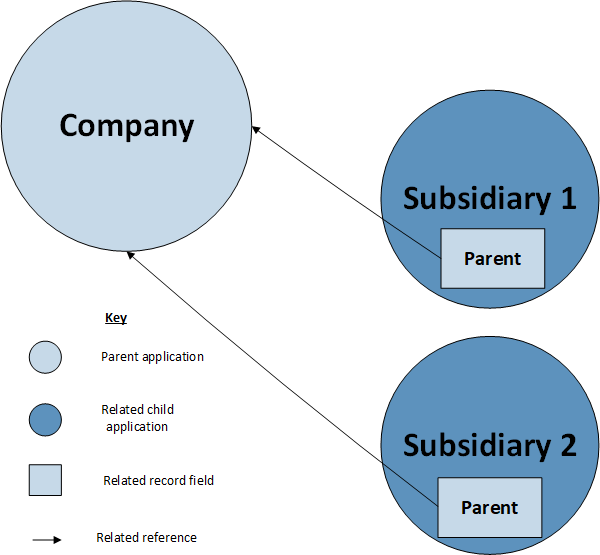 Company
Subsidiary 1
Parent
Subsidiary 2
Parent
Key
Parent application
Related child
application
Related record field
Related reference